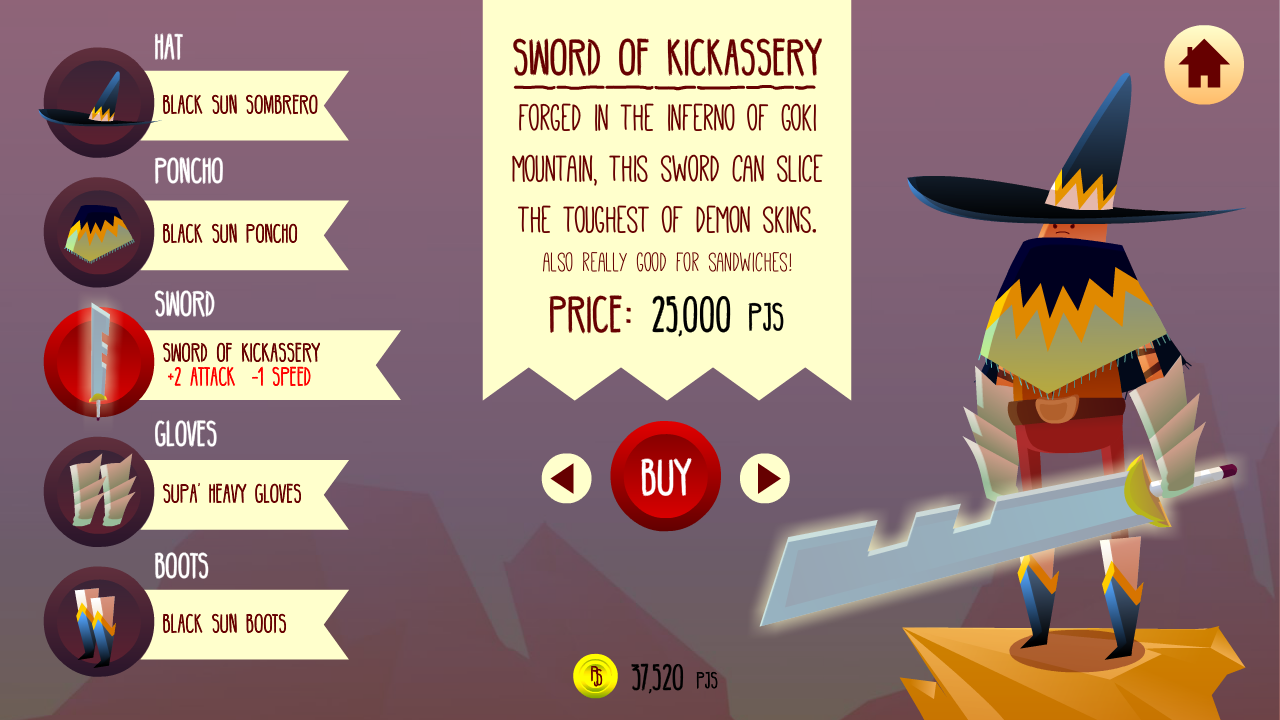 HAT
BLACK SUN SOMBRERO
PONCHO
BLACK SUN PONCHO
SWORD
SWORD OF KICKASSERY
+2 ATTACK -1 SPEED
GLOVES
SUPA' HEAVY GLOVES
BOOTS
BLACK SUN BOOTS
SWORD OF KICKASSERY
FORGED IN THE INFERNO OF GOKI
MOUNTAIN, THIS SWORD CAN SLICE
THE TOUGHEST OF DEMON SKINS.
ALSO REALLY GOOD FOR SANDWICHES!
PRICE: 25,000 PJS
BUY
PJS 37,520 PJS